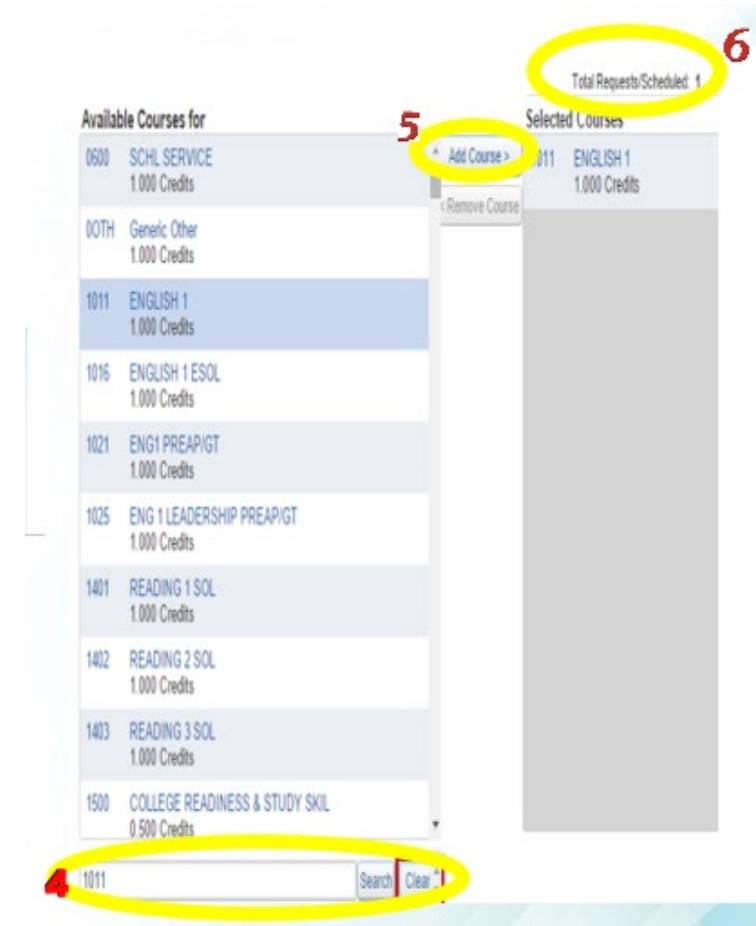 6
Total Requests/Scheduled: 1
Available Courses for
5
Selected Courses
0600 SCHL SERVICE
1.000 Credits
Add Course >
1011 ENGLISH 1
1.000 Credits
< Remove Course
0OTH Generic Other
1.000 Credits
1011 ENGLISH 1
1.000 Credits
1016 ENGLISH 1 ESOL
1.000 Credits
1021 ENG1 PREAP/GT
1.000 Credits
1025 ENG 1 LEADERSHIP PREAP/GT
1.000 Credits
1401 READING 1 SOL
1.000 Credits
1402 READING 2 SOL
1.000 Credits
1403 READING 3 SOL
1.000 Credits
1500 COLLEGE READINESS & STUDY SKIL
0.500 Credits
4
1011 Search Clear